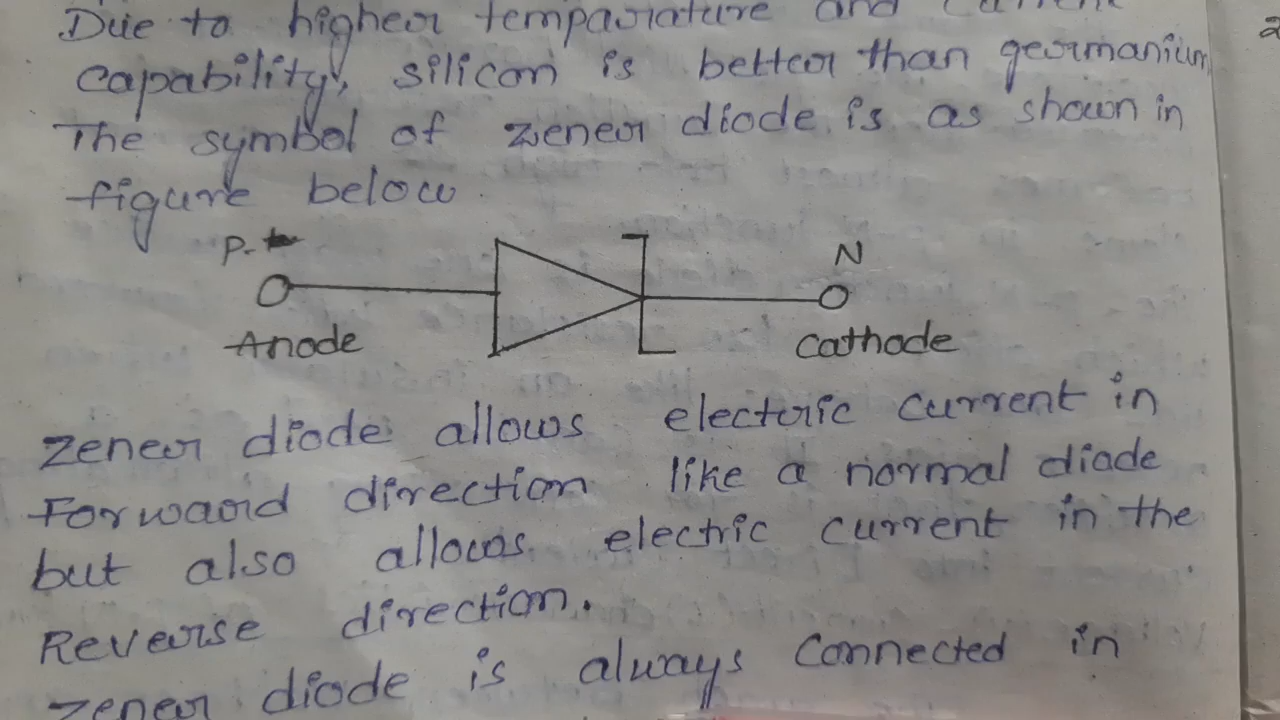 Due to higher tempariature and current
capability, silicon is better than germanium
The symbol of zener diode is as shown in
figure below.
P.
N
Anode
Cathode
zener diode allows electric current in
Forward direction like a normal diode
but also allows electric current in the
Reverse direction.
zener diode is always connected in